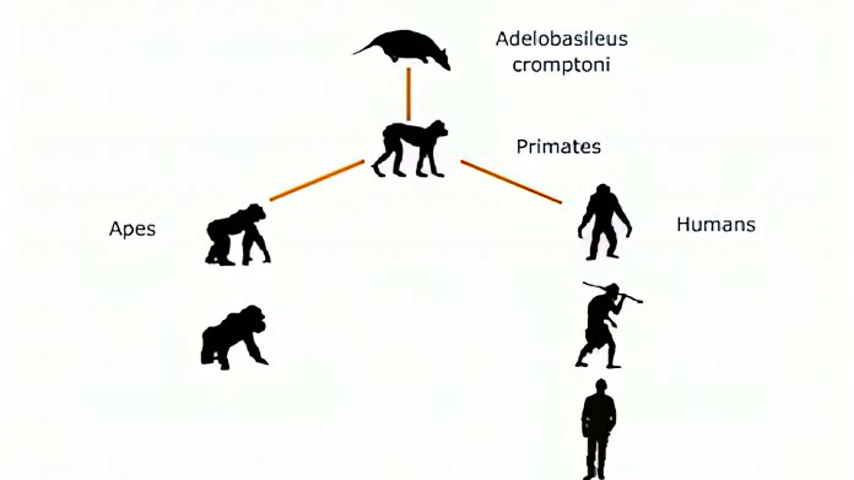 Adelobasileus
cromptoni
Primates
Apes
Humans